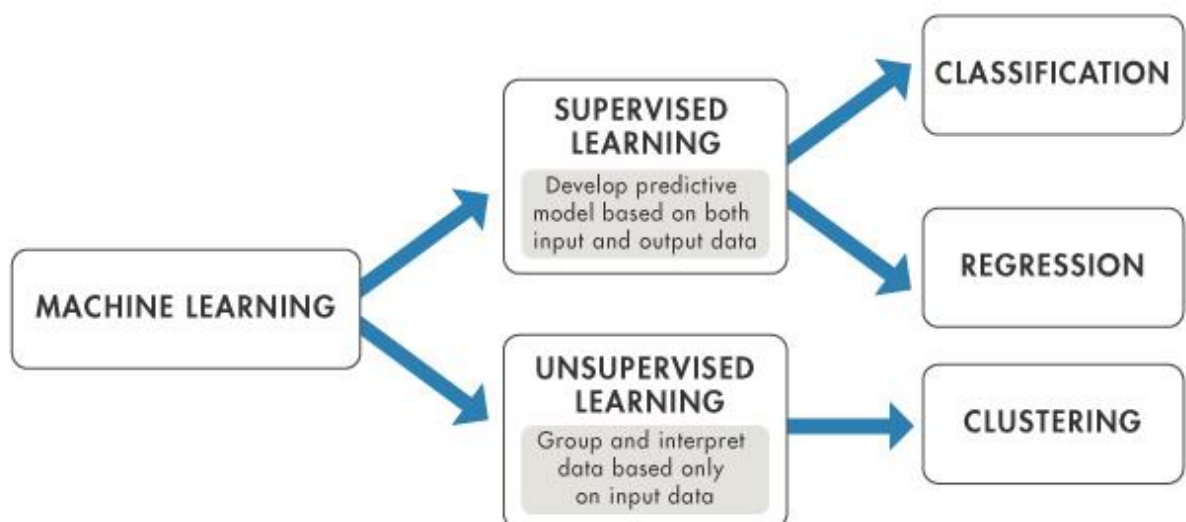 MACHINE LEARNING
SUPERVISED
LEARNING
Develop predictive
model based on both
input and output data
UNSUPERVISED
LEARNING
Group and interpret
data based only
on input data
CLASSIFICATION
REGRESSION
CLUSTERING